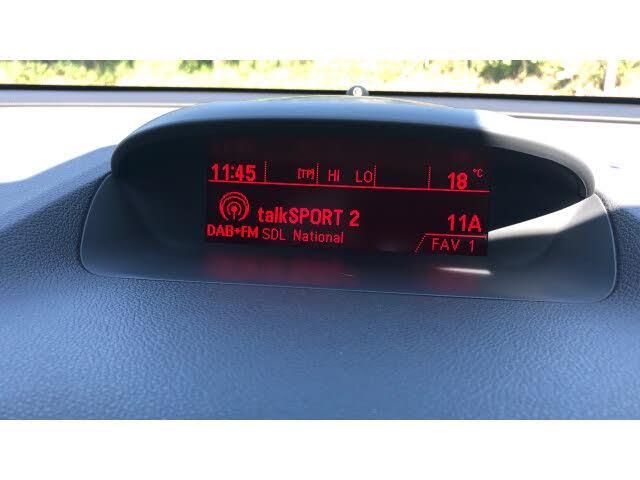 11:45 [TP] HI LO 18 °C
talkSPORT 2 11A
DAB+FM SDL National FAV 1